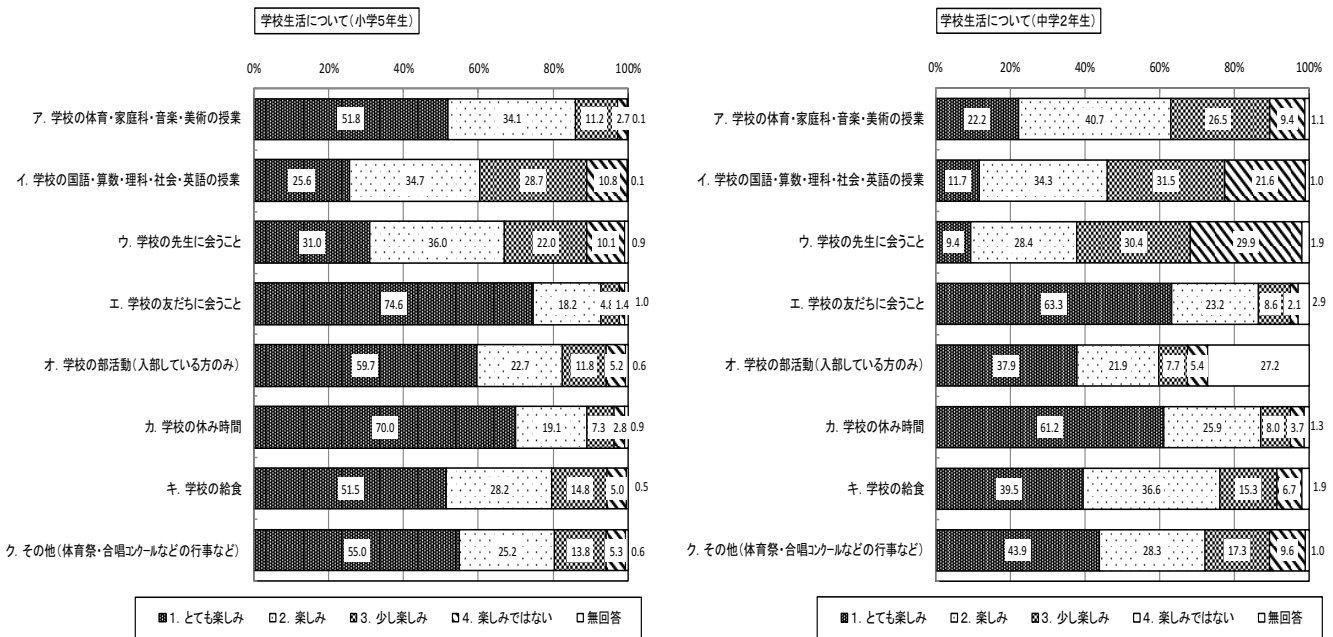 学校生活について（小学5年生）
0% 20% 40% 60% 80% 100%
ア. 学校の体育・家庭科・音楽・美術の授業 51.8 34.1 11.2 2.7 0.1
イ. 学校の国語・算数・理科・社会・英語の授業 25.6 34.7 28.7 10.8 0.1
ウ. 学校の先生に会うこと 31.0 36.0 22.0 10.1 0.9
エ. 学校の友だちに会うこと 74.6 18.2 1.4 1.0
オ. 学校の部活動（入部している方のみ） 59.7 22.7 11.8 5.2 0.6
カ. 学校の休み時間 70.0 19.1 7.3 2.8 0.9
キ. 学校の給食 51.5 28.2 14.8 5.0 0.5
ク. その他（体育祭・合唱コンクールなどの行事など） 55.0 25.2 13.8 5.3 0.6
1. とても楽しみ 2. 楽しみ 3. 少し楽しみ 4. 楽しみではない 無回答
学校生活について（中学2年生）
0% 20% 40% 60% 80% 100%
ア. 学校の体育・家庭科・音楽・美術の授業 22.2 40.7 26.5 9.4 1.1
イ. 学校の国語・算数・理科・社会・英語の授業 11.7 34.3 31.5 21.6 1.0
ウ. 学校の先生に会うこと 9.4 28.4 30.4 29.9 1.9
エ. 学校の友だちに会うこと 63.3 23.2 8.6 2.1 2.9
オ. 学校の部活動（入部している方のみ） 37.9 21.9 7.7 5.4 27.2
カ. 学校の休み時間 61.2 25.9 8.0 3.7 1.3
キ. 学校の給食 39.5 36.6 15.3 6.7 1.9
ク. その他（体育祭・合唱コンクールなどの行事など） 43.9 28.3 17.3 9.6 1.0
1. とても楽しみ 2. 楽しみ 3. 少し楽しみ 4. 楽しみではない 無回答